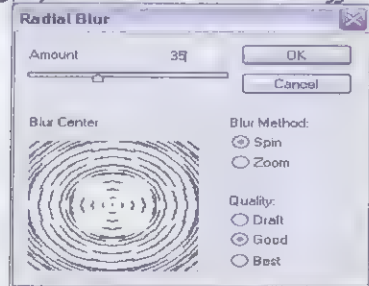 Radial Blur
Amount 35
OK
Cancel
Blur Center
Blur Method:
Spin
Zoom
Quality:
Draft
Good
Best